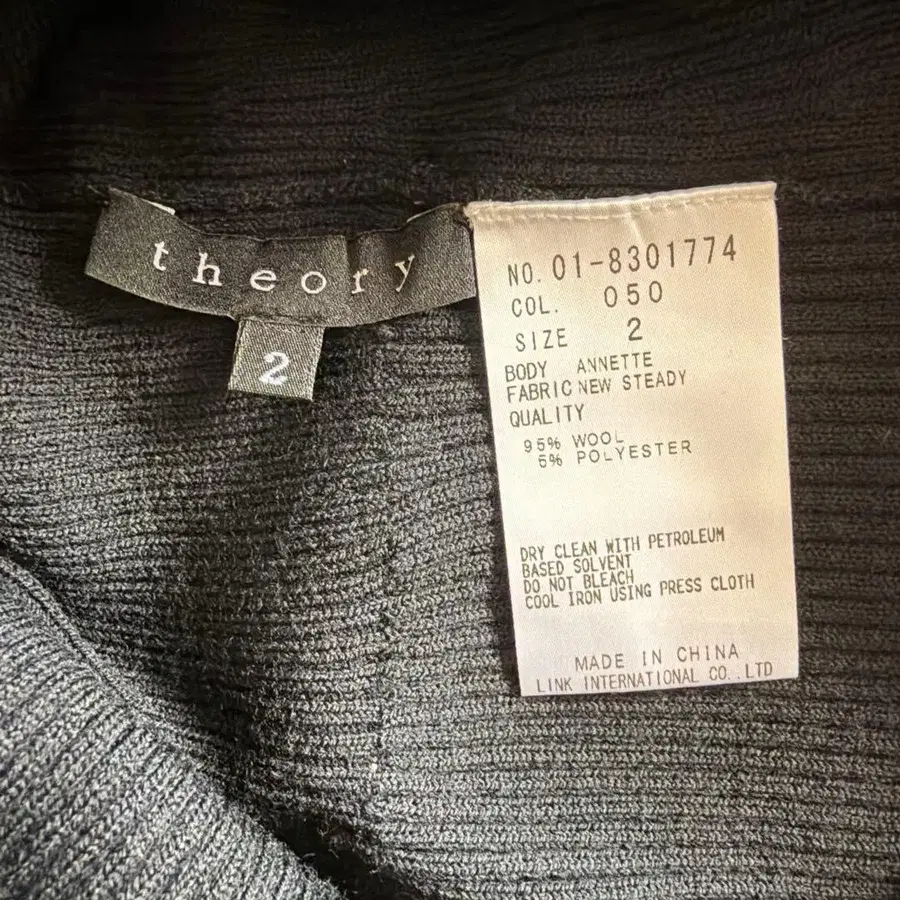 theory
2
NO. 01-8301774
COL. 050
SIZE 2
BODY ANNETTE
FABRIC NEW STEADY
QUALITY
95% WOOL
5% POLYESTER
DRY CLEAN WITH PETROLEUM
BASED SOLVENT
DO NOT BLEACH
COOL IRON USING PRESS CLOTH
MADE IN CHINA
LINK INTERNATIONAL CO.,LTD